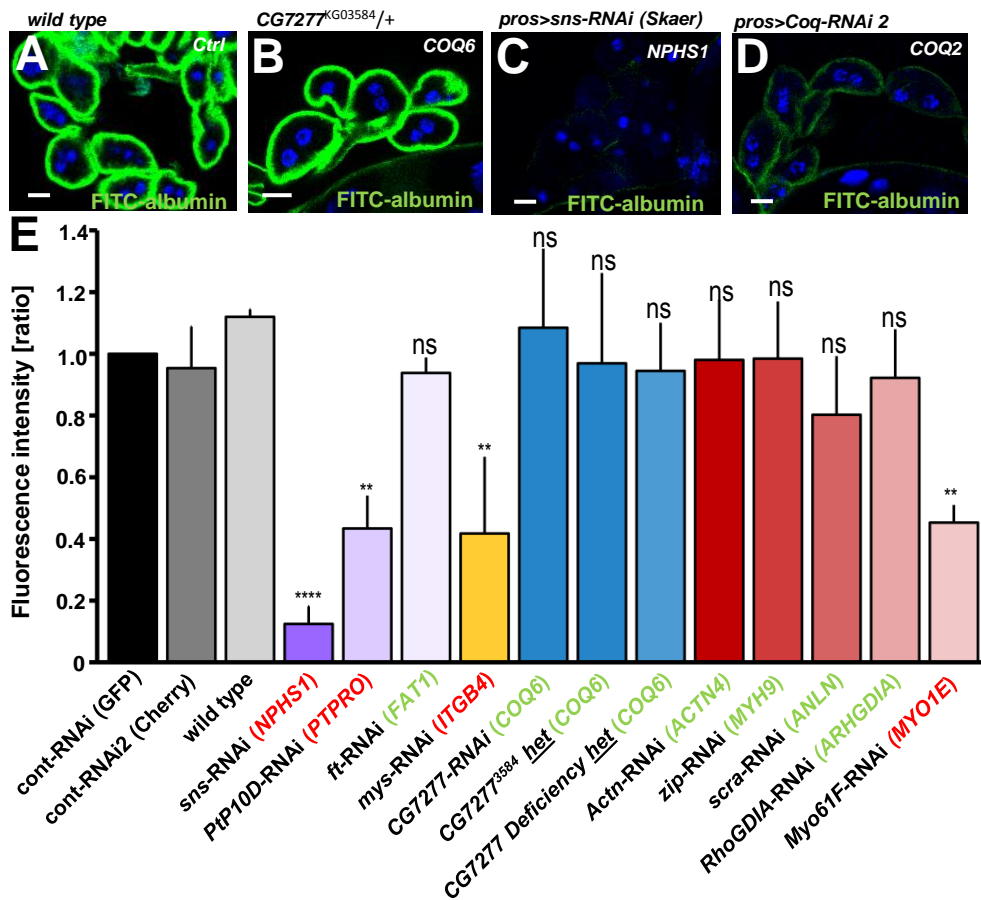 wild type
CG7277KG03584/+
pros>sns-RNAi (Skaer)
pros>Coq-RNAi 2
A
Ctrl
B
COQ6
C
NPHS1
D
COQ2
FITC-albumin
FITC-albumin
FITC-albumin
FITC-albumin
E
Fluorescence intensity [ratio]
1.4
1.2
1.0
0.8
0.6
0.4
0.2
0
****
**
ns
**
ns
ns
ns
ns
ns
ns
ns
**
cont-RNAi (GFP)
cont-RNAi2 (Cherry)
wild type
sns-RNAi (NPHS1)
PtP10D-RNAi (PTPRO)
ft-RNAi (FAT1)
mys-RNAi (ITGB4)
CG7277-RNAi (COQ6)
CG72773584 het (COQ6)
CG7277 Deficiency het (COQ6)
Actn-RNAi (ACTN4)
zip-RNAi (MYH9)
scra-RNAi (ANLN)
RhoGDIA-RNAi (ARHGDIA)
Myo61F-RNAi (MYO1E)